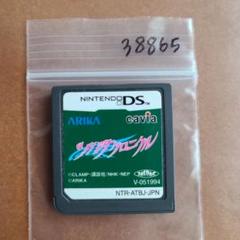 38865
NINTENDO DS
ARIKA cavia
ツバサクロニクル
©CLAMP・講談社/NHK・NEP
©ARIKA
V-051994
NTR-ATBJ-JPN